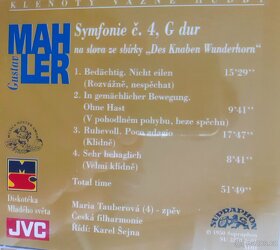 KLENOTY VÁŽNÉ HUDBY
Gustav
MAHLER
Symfonie č. 4, G dur
na slova ze sbírky „Des Knaben Wunderhorn"
1. Bedächtig. Nicht eilen 15'29''
(Rozvážně, nespěchat)
2. In gemächlicher Bewegung.
Ohne Hast 9'41''
(V pohodlném pohybu, beze spěchu)
3. Ruhevoll. Poco adagio 17'47''
(Klidně)
4. Sehr behaglich 8'41''
(Velmi klidně)
Total time 51'49''
Maria Tauberová (4) - zpěv
Česká filharmonie
Řídí: Karel Šejna
Diskotéka
Mladého světa
JVC
SUPRAPHON